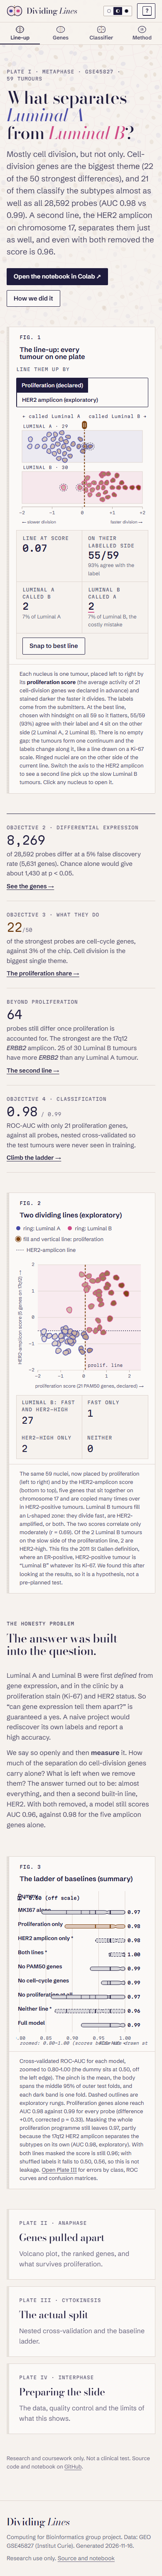 Dividing Lines
?
Line-up
Genes
Classifier
Method
PLATE I · METAPHASE · GSE45827 ·
59 TUMOURS
What separates
Luminal A
from Luminal B?
Mostly cell division, but not only. Cell-
division genes are the biggest theme (22
of the 50 strongest differences), and 21
of them classify subtypes almost as
well as all 28,592 probes (AUC 0.98 vs
0.99). A second line, the HER2 amplicon
on chromosome 17, separates them just
as well, and even with both removed the
score is 0.96.
Open the notebook in Colab ↗
How we did it
FIG. 1
The line-up: every
tumour on one plate
LINE THEM UP BY
Proliferation (declared)
HER2 amplicon (exploratory)
← called Luminal A
called Luminal B →
LUMINAL A · 29
LUMINAL B · 30
−2
−1
0
+1
+2
← slower division
faster division →
LINE AT SCORE
0.07
ON THEIR
LABELLED SIDE
55/59
93% agree with the
label
LUMINAL A
CALLED B
2
7% of Luminal A
LUMINAL B
CALLED A
2
7% of Luminal B, the
costly mistake
Snap to best line
Each nucleus is one tumour, placed left to right by
its proliferation score (the average activity of 21
cell-division genes we declared in advance) and
stained darker the faster it divides. The labels
come from the submitters. At its best line, the
chosen with hindsight on all 59 so it flatters, 55/59
(93%) agree with their label and 4 sit on the other
side (2 Luminal A, 2 Luminal B). There is no empty
gap: the tumours form one continuum and the
labels change along it, like a line drawn on a Ki-67
scale. Ringed nuclei are on the other side of the
current line. Switch the axis to the HER2 amplicon
to see a second line pick up the slow Luminal B
tumours. Click any nucleus to open it.
OBJECTIVE 2 · DIFFERENTIAL EXPRESSION
8,269
of 28,592 probes differ at a 5% false discovery
rate (5,631 genes). Chance alone would give
about 1,430 at p < 0.05.
See the genes →
OBJECTIVE 3 · WHAT THEY DO
22/50
of the strongest probes are cell-cycle genes,
against 3% of the chip. Cell division is the
biggest single theme.
The proliferation share →
BEYOND PROLIFERATION
64
probes still differ once proliferation is
accounted for. The strongest are the 17q12
ERBB2 amplicon. 25 of 30 Luminal B tumours
have more ERBB2 than any Luminal A tumour.
The second line →
OBJECTIVE 4 · CLASSIFICATION
0.98 / 0.99
ROC-AUC with only 21 proliferation genes,
against all probes, nested cross-validated so
the test tumours were never seen in training.
Climb the ladder →
FIG. 2
Two dividing lines (exploratory)
ring: Luminal A
ring: Luminal B
fill and vertical line: proliferation
HER2-amplicon line
HER2-amplicon score (5 genes on 17q12) →
2
1
0
−1
−2
prolif. line
−2
−1
0
1
2
proliferation score (21 PAM50 genes, declared) →
LUMINAL B: FAST
AND HER2-HIGH
27
FAST ONLY
1
HER2-HIGH ONLY
2
NEITHER
0
The same 59 nuclei, now placed by proliferation
(left to right) and by the HER2-amplicon score
(bottom to top), five genes that sit together on
chromosome 17 and are copied many times over
in HER2-positive tumours. Luminal B tumours fill
an L-shaped zone: they divide fast, are HER2-
amplified, or both. The two scores correlate only
moderately (r = 0.69). Of the 2 Luminal B tumours
on the slow side of the proliferation line, 2 are
HER2-high. This fits the 2011 St Gallen definition,
where an ER-positive, HER2-positive tumour is
"Luminal B" whatever its Ki-67. We found this after
looking at the results, so it is a hypothesis, not a
pre-planned test.
THE HONESTY PROBLEM
The answer was built
into the question.
Luminal A and Luminal B were first defined from
gene expression, and in the clinic by a
proliferation stain (Ki-67) and HER2 status. So
"can gene expression tell them apart?" is
guaranteed a yes. A naive project would
rediscover its own labels and report a
high accuracy.
We say so openly and then measure it. How
much of the separation do cell-division genes
carry alone? What is left when we remove
them? The answer turned out to be: almost
everything, and then a second built-in line,
HER2. With both removed, a model still scores
AUC 0.96, against 0.98 for the five amplicon
genes alone.
FIG. 3
The ladder of baselines (summary)
MKI67 alone
0.97
Proliferation only
0.98
HER2 amplicon only *
0.98
Both lines *
1.00
No PAM50 genes
0.99
No cell-cycle genes
0.99
0.97
Neither line *
0.96
Full model
0.99
0.80
0.85
0.90
0.95
1.00
Cross-validated ROC-AUC for each model,
zoomed to 0.80–1.00 (the dummy sits at 0.50,
off the left edge). The pinch is the mean, the body
spans the middle 95% of outer test folds, and
each dark band is one fold. Dashed outlines are
exploratory rungs. Proliferation genes alone reach
AUC 0.98 against 0.99 for every probe (difference
+0.01, corrected p = 0.33). Masking the whole
proliferation programme still leaves 0.97, partly
because the 17q12 HER2 amplicon separates the
subtypes on its own (AUC 0.98, exploratory). With
both lines masked the score is still 0.96; with
shuffled labels it falls to 0.50, 0.56, so this is not
leakage. Open Plate III for errors by class, ROC
curves and confusion matrices.
PLATE II · ANAPHASE
Genes pulled apart
Volcano plot, the ranked genes, and
what survives proliferation.
PLATE III · CYTOKINESIS
The actual split
Nested cross-validation and the baseline
ladder.
PLATE IV · INTERPHASE
Preparing the slide
The data, quality control and the limits of
what this shows.
Research and coursework only. Not a clinical test. Source
code and notebook on GitHub.
Dividing Lines
Computing for Bioinformatics group project. Data: GEO
GSE45827 (Institut Curie). Generated 2026-11-16.
Research use only. Source and notebook